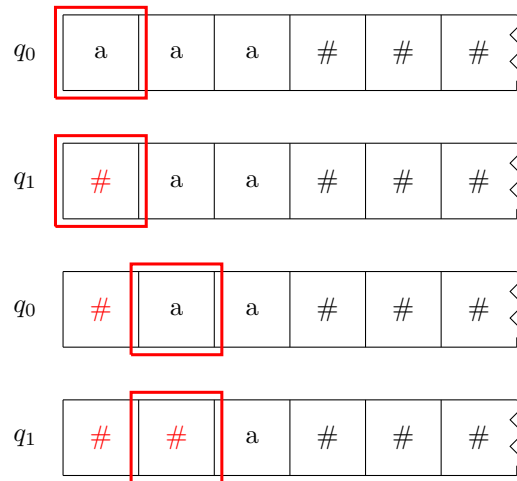 q₀ a a a # # #
q₁ # a a # # #
q₀ # a a # # #
q₁ # # a # # #